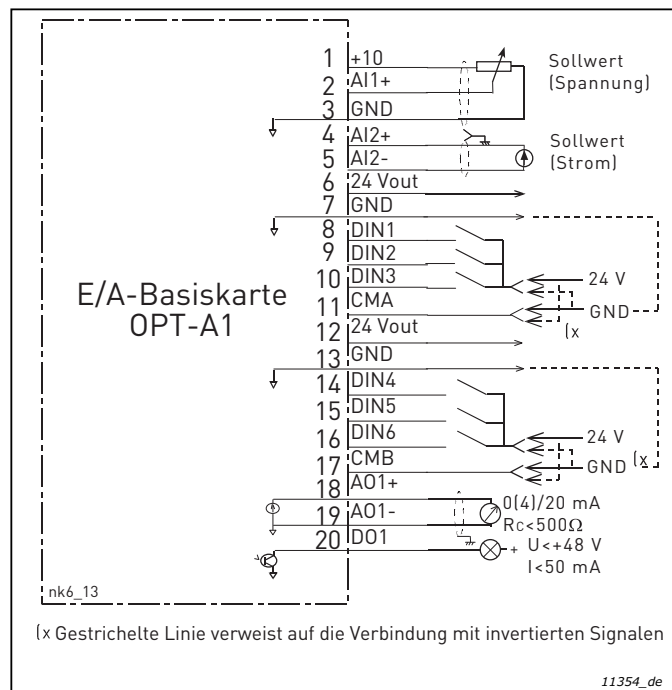 1 +10
2 AI1+
3 GND
4 AI2+
5 AI2-
6 24 Vout
7 GND
8 DIN1
9 DIN2
10 DIN3
11 CMA
12 24 Vout
13 GND
14 DIN4
15 DIN5
16 DIN6
17 CMB
18 AO1+
19 AO1-
20 DO1
E/A-Basiskarte
OPT-A1
Sollwert
(Spannung)
Sollwert
(Strom)
24 V
GND
(x
24 V
GND (x
0(4)/20 mA
RC<500Ω
+ U<+48 V
I<50 mA
nk6_13
(x Gestrichelte Linie verweist auf die Verbindung mit invertierten Signalen
11354_de